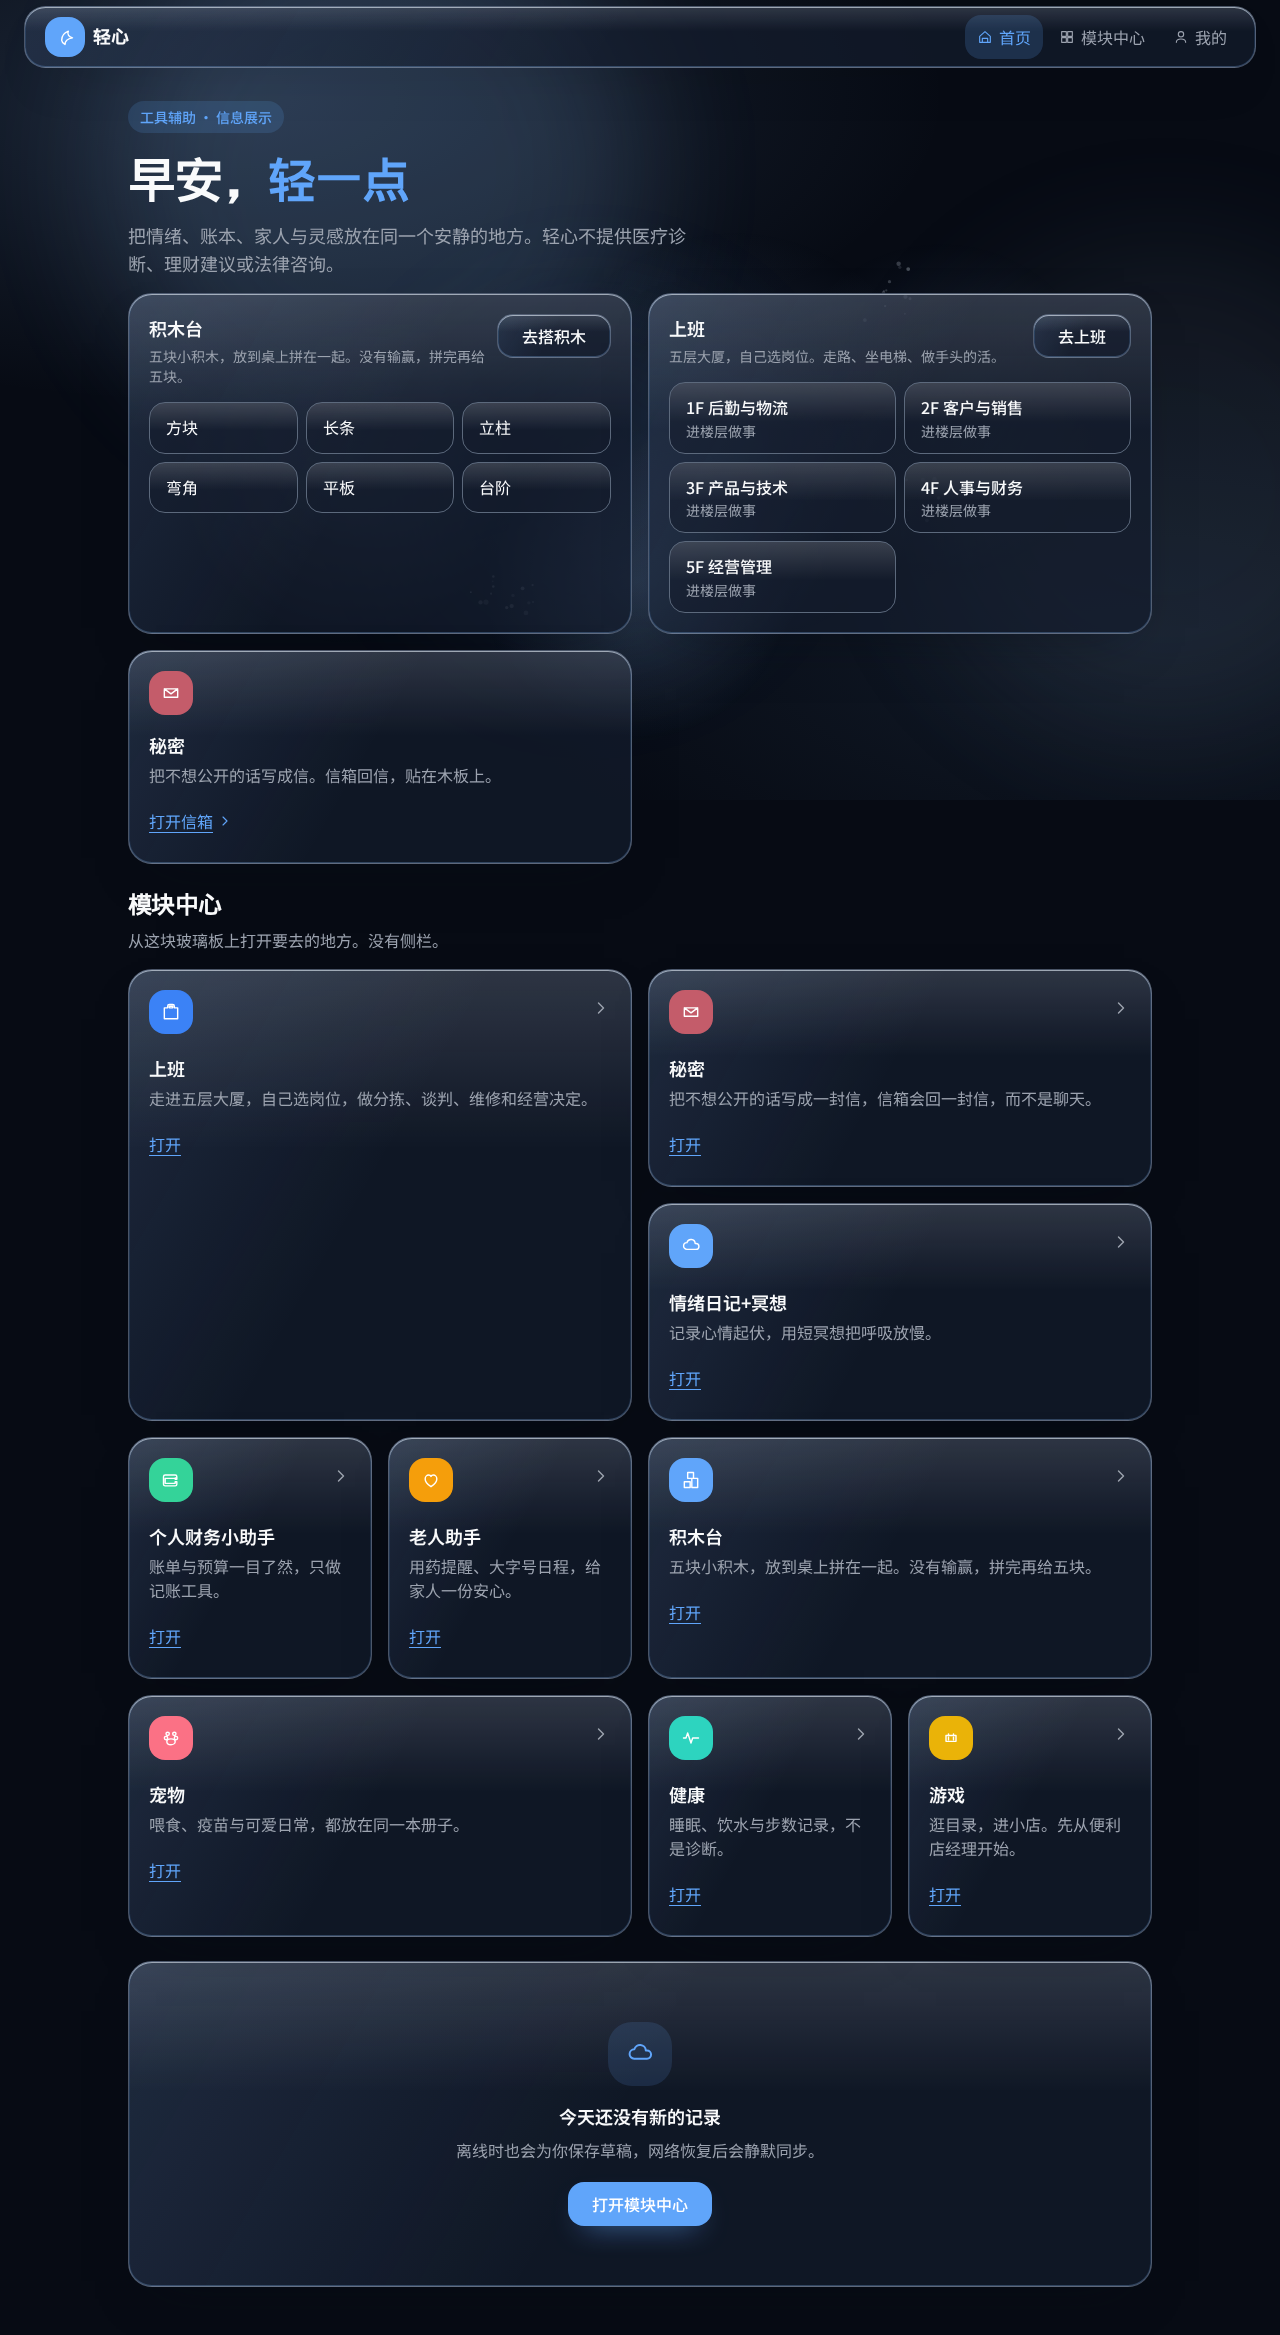 轻心
首页
模块中心
我的
工具辅助 · 信息展示
早安，轻一点
把情绪、账本、家人与灵感放在同一个安静的地方。轻心不提供医疗诊
断、理财建议或法律咨询。
积木台
五块小积木，放到桌上拼在一起。没有输赢，拼完再给
五块。
去搭积木
方块
长条
立柱
弯角
平板
台阶
上班
五层大厦，自己选岗位。走路、坐电梯、做手头的活。
去上班
1F 后勤与物流
进楼层做事
2F 客户与销售
进楼层做事
3F 产品与技术
进楼层做事
4F 人事与财务
进楼层做事
5F 经营管理
进楼层做事
秘密
把不想公开的话写成信。信箱回信，贴在木板上。
打开信箱
模块中心
从这块玻璃板上打开要去的地方。没有侧栏。
上班
走进五层大厦，自己选岗位，做分拣、谈判、维修和经营决定。
打开
秘密
把不想公开的话写成一封信，信箱会回一封信，而不是聊天。
打开
情绪日记+冥想
记录心情起伏，用短冥想把呼吸放慢。
打开
个人财务小助手
账单与预算一目了然，只做
记账工具。
打开
老人助手
用药提醒、大字号日程，给
家人一份安心。
打开
积木台
五块小积木，放到桌上拼在一起。没有输赢，拼完再给五块。
打开
宠物
喂食、疫苗与可爱日常，都放在同一本册子。
打开
健康
睡眠、饮水与步数记录，不
是诊断。
打开
游戏
逛目录，进小店。先从便利
店经理开始。
打开
今天还没有新的记录
离线时也会为你保存草稿，网络恢复后会静默同步。
打开模块中心